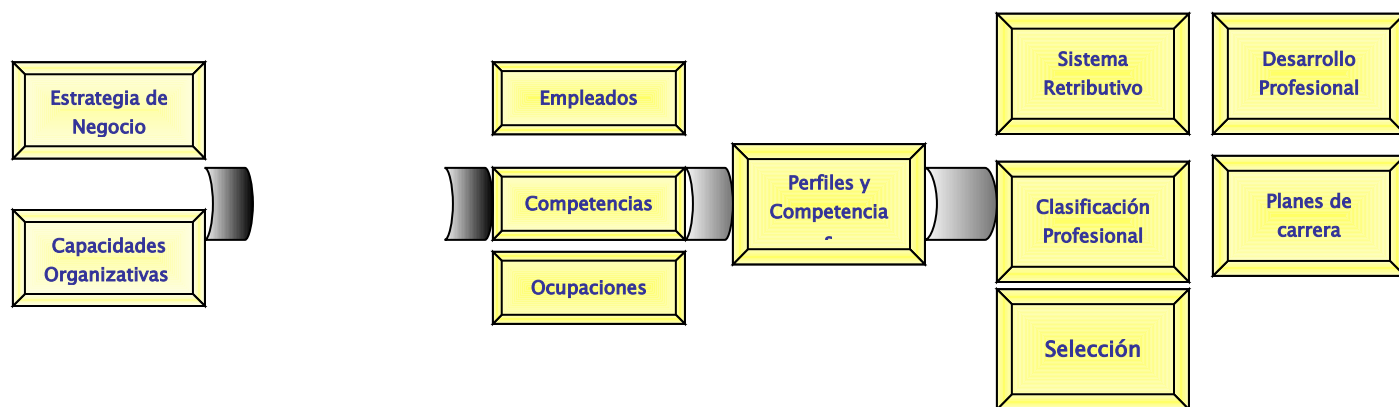 Estrategia de
Negocio
Capacidades
Organizativas
Empleados
Competencias
Ocupaciones
Perfiles y
Competencia
Sistema
Retributivo
Desarrollo
Profesional
Clasificación
Profesional
Planes de
carrera
Selección